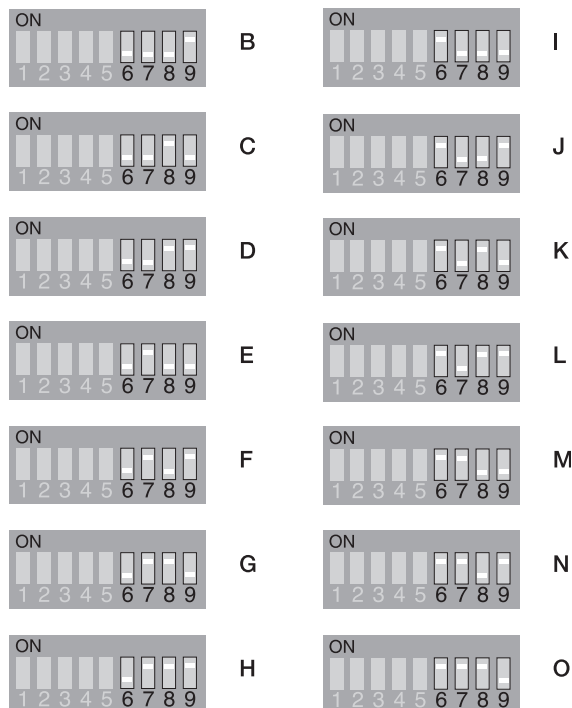 ON
1 2 3 4 5 6 7 8 9 B
ON
1 2 3 4 5 6 7 8 9 C
ON
1 2 3 4 5 6 7 8 9 D
ON
1 2 3 4 5 6 7 8 9 E
ON
1 2 3 4 5 6 7 8 9 F
ON
1 2 3 4 5 6 7 8 9 G
ON
1 2 3 4 5 6 7 8 9 H
ON
1 2 3 4 5 6 7 8 9 I
ON
1 2 3 4 5 6 7 8 9 J
ON
1 2 3 4 5 6 7 8 9 K
ON
1 2 3 4 5 6 7 8 9 L
ON
1 2 3 4 5 6 7 8 9 M
ON
1 2 3 4 5 6 7 8 9 N
ON
1 2 3 4 5 6 7 8 9 O